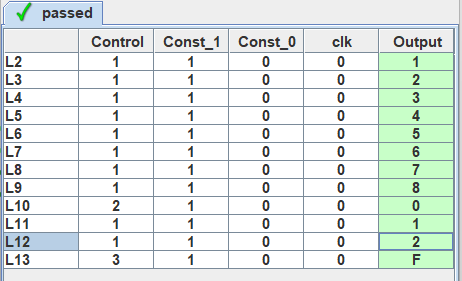 passed
Control Const_1 Const_0 clk Output
L2 1 1 0 0 1
L3 1 1 0 0 2
L4 1 1 0 0 3
L5 1 1 0 0 4
L6 1 1 0 0 5
L7 1 1 0 0 6
L8 1 1 0 0 7
L9 1 1 0 0 8
L10 2 1 0 0 0
L11 1 1 0 0 1
L12 1 1 0 0 2
L13 3 1 0 0 F